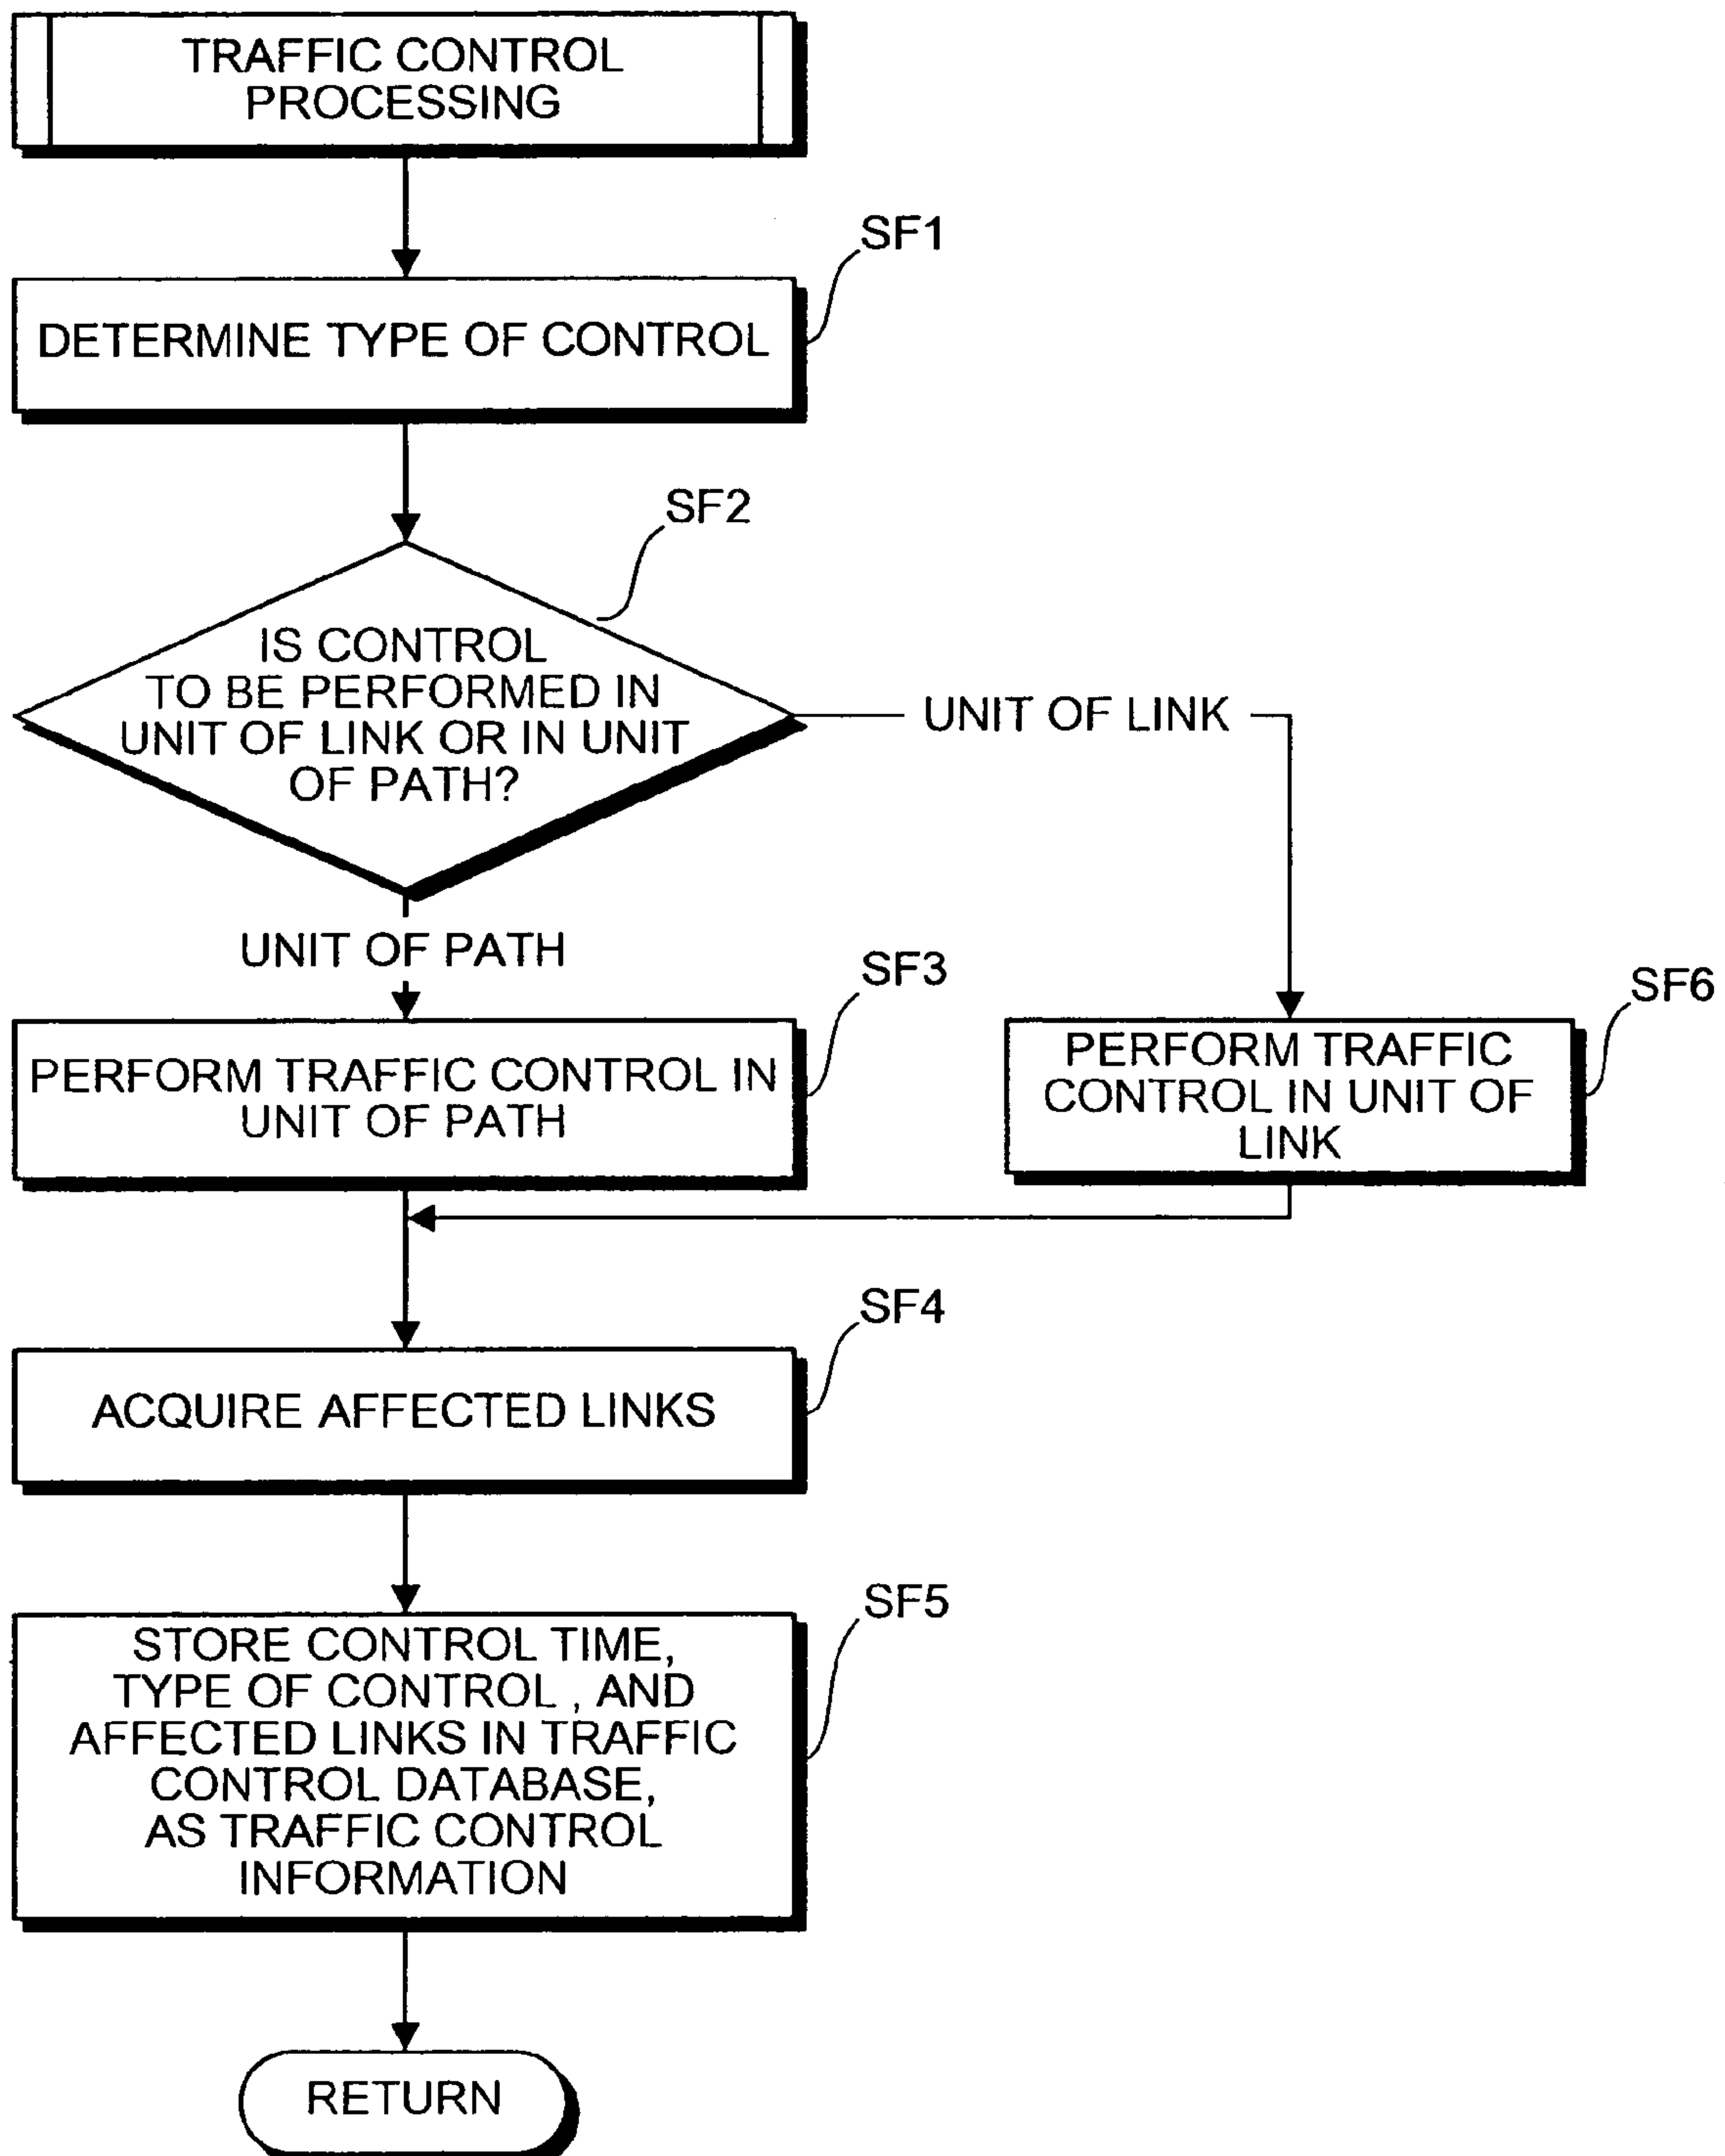 TRAFFIC CONTROL
PROCESSING
SF1
DETERMINE TYPE OF CONTROL
SF2
IS CONTROL
TO BE PERFORMED IN
UNIT OF LINK OR IN UNIT
OF PATH?
UNIT OF LINK
UNIT OF PATH
SF3
PERFORM TRAFFIC CONTROL IN
UNIT OF PATH
SF6
PERFORM TRAFFIC
CONTROL IN UNIT OF
LINK
SF4
ACQUIRE AFFECTED LINKS
SF5
STORE CONTROL TIME,
TYPE OF CONTROL , AND
AFFECTED LINKS IN TRAFFIC
CONTROL DATABASE,
AS TRAFFIC CONTROL
INFORMATION
RETURN